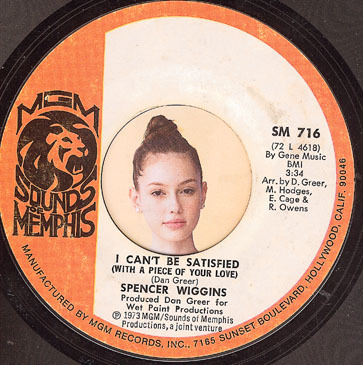 MGM
SOUNDS
OF
MEMPHIS
SM 716
(72 L 4618)
By Gene Music
BMI
3:34
Arr. by D. Greer,
M. Hodges,
E. Cage &
R. Owens
I CAN'T BE SATISFIED
(WITH A PIECE OF YOUR LOVE)
(Dan Greer)
SPENCER WIGGINS
Produced Dan Greer for
Wet Paint Productions
℗ 1973 MGM/Sounds of Memphis
Productions, a joint venture
MANUFACTURED BY MGM RECORDS, INC., 7165 SUNSET BOULEVARD, HOLLYWOOD, CALIF. 90046